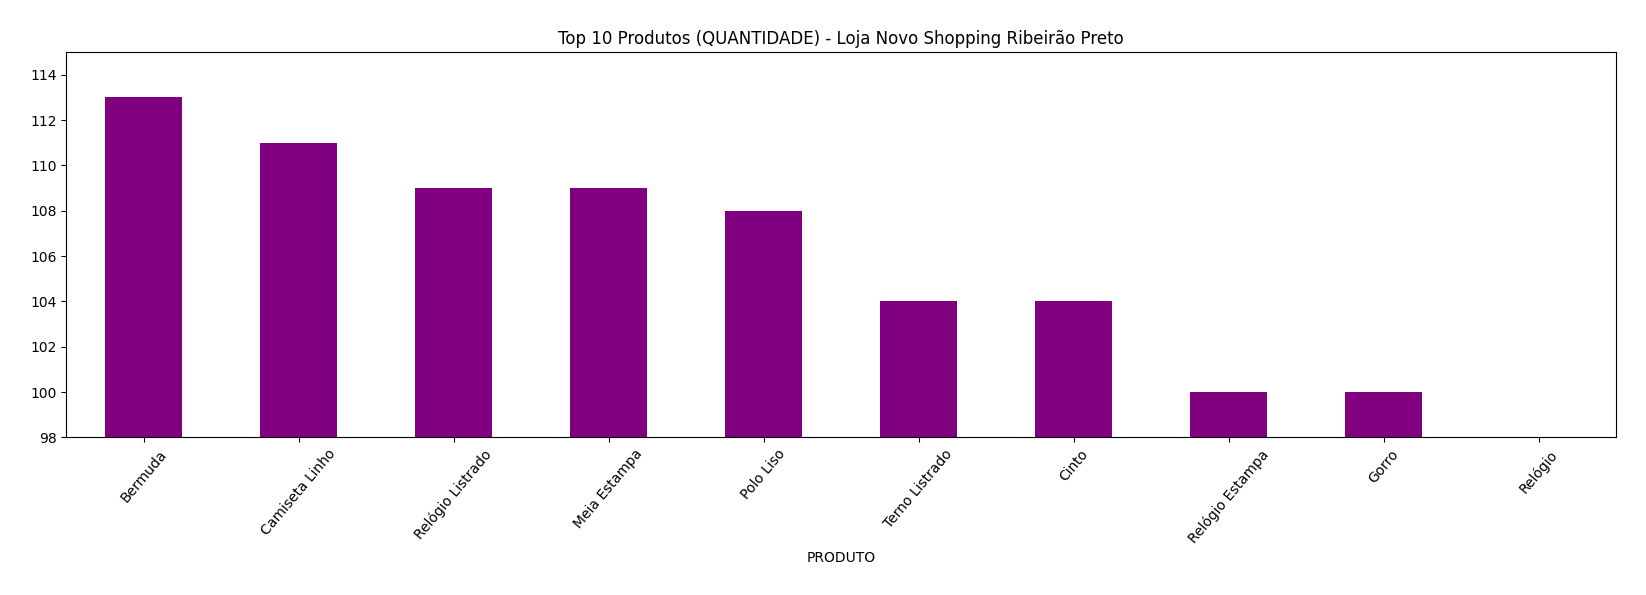 Top 10 Produtos (QUANTIDADE) - Loja Novo Shopping Ribeirão Preto
114
112
110
108
106
104
102
100
98
Bermuda
Camiseta Linho
Relógio Listrado
Meia Estampa
Polo Liso
Terno Listrado
Cinto
Relógio Estampa
Gorro
Relógio
PRODUTO